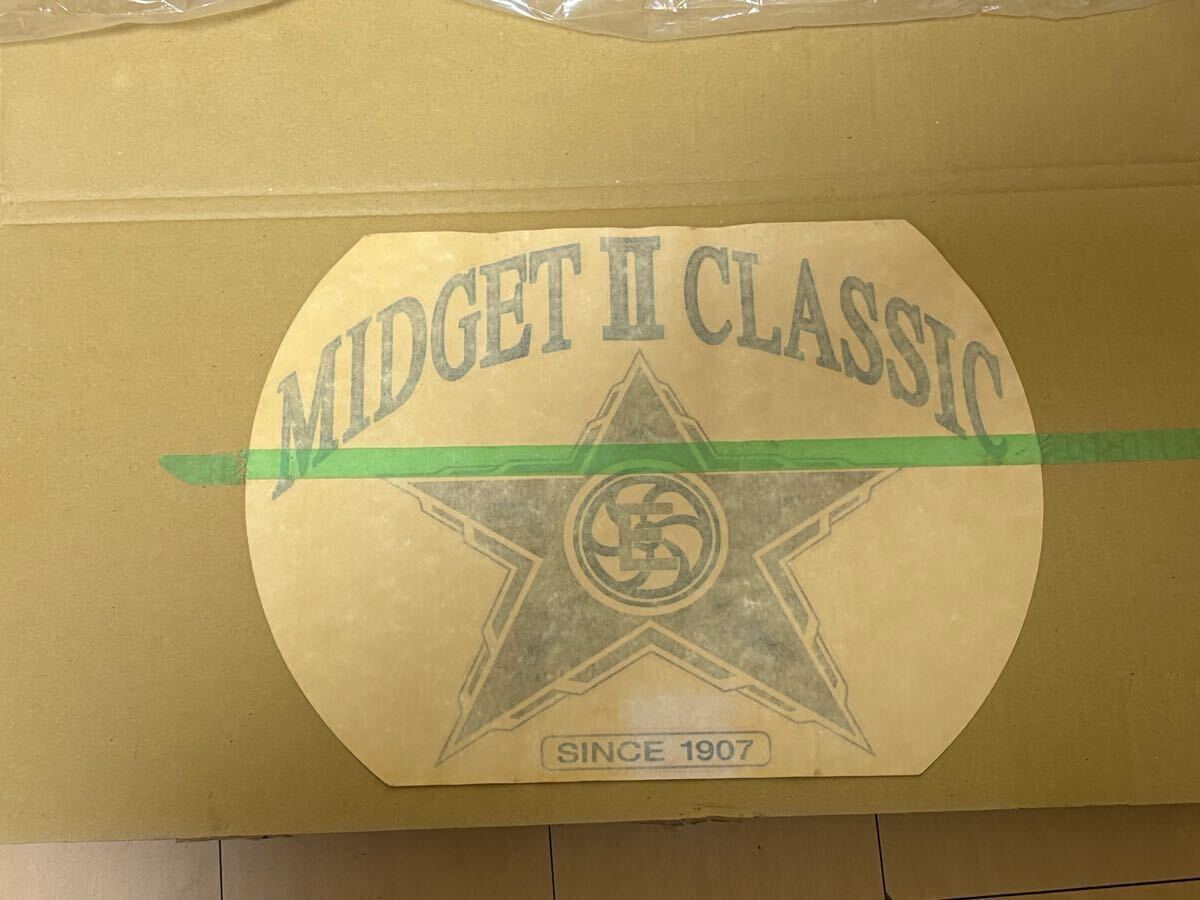 MIDGET II CLASSIC
E
SINCE 1907